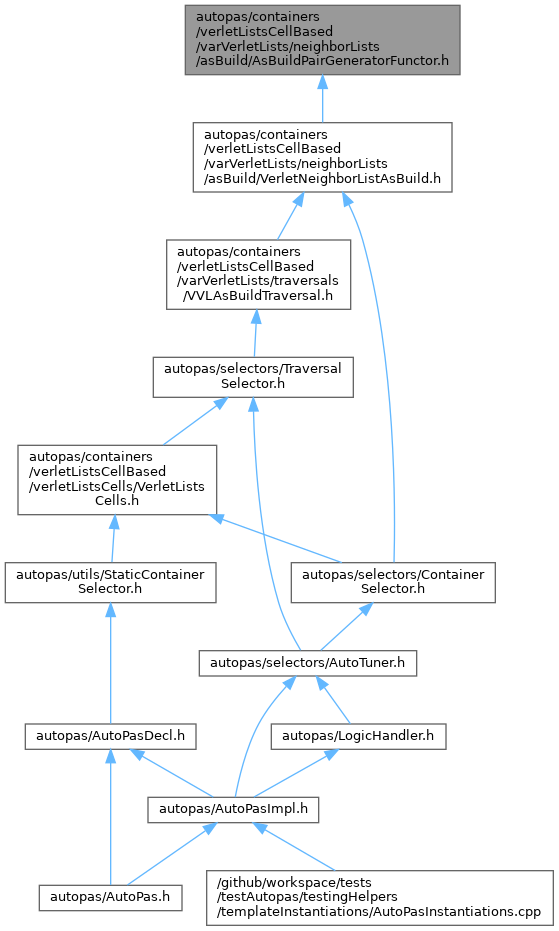 autopas/containers
/verletListsCellBased
/varVerletLists/neighborLists
/asBuild/AsBuildPairGeneratorFunctor.h
autopas/containers
/verletListsCellBased
/varVerletLists/neighborLists
/asBuild/VerletNeighborListAsBuild.h
autopas/containers
/verletListsCellBased
/varVerletLists/traversals
/VVLAsBuildTraversal.h
autopas/selectors/Traversal
Selector.h
autopas/containers
/verletListsCellBased
/verletListsCells/VerletLists
Cells.h
autopas/utils/StaticContainer
Selector.h
autopas/selectors/Container
Selector.h
autopas/selectors/AutoTuner.h
autopas/AutoPasDecl.h
autopas/LogicHandler.h
autopas/AutoPasImpl.h
autopas/AutoPas.h
/github/workspace/tests
/testAutopas/testingHelpers
/templateInstantiations/AutoPasInstantiations.cpp